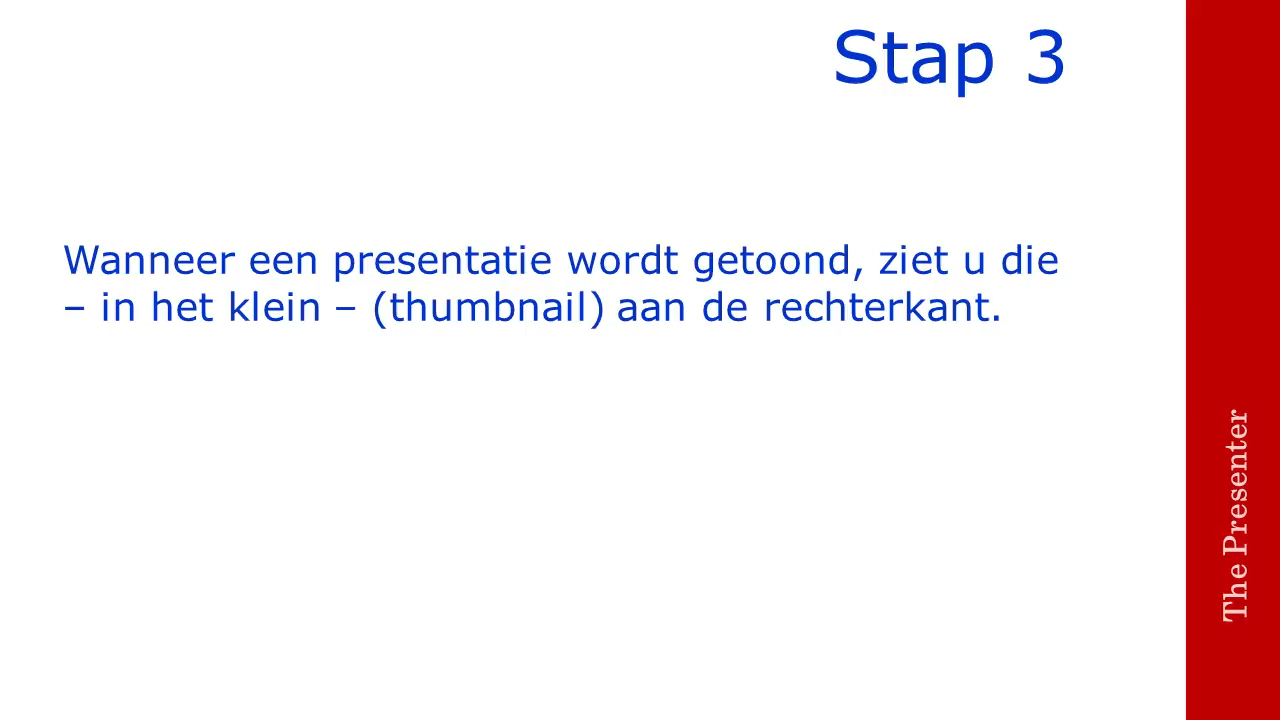 Stap 3
Wanneer een presentatie wordt getoond, ziet u die
– in het klein – (thumbnail) aan de rechterkant.
The Presenter